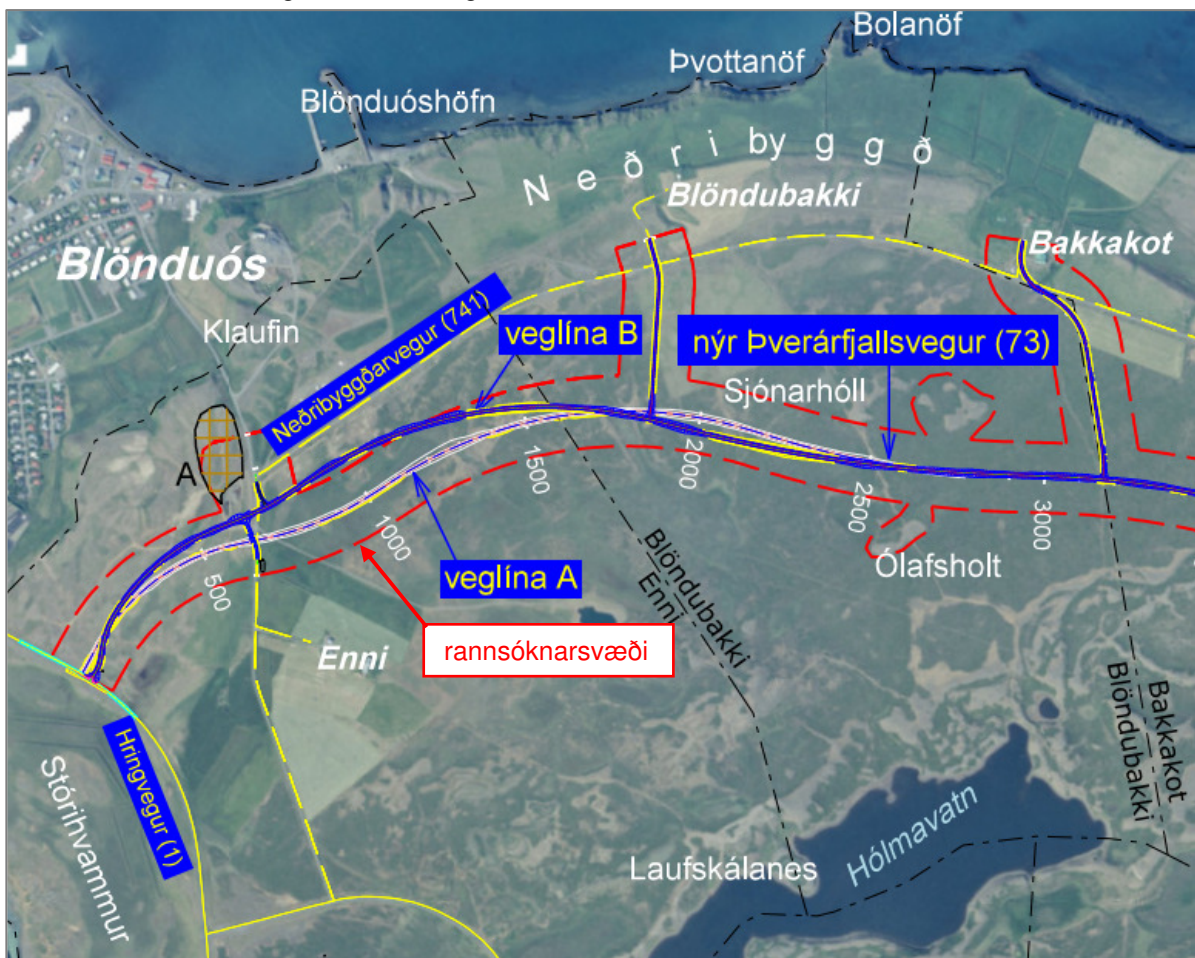 Bolanöf
Þvottanöf
Blönduóshöfn
Neðribyggð
Blöndubakki
Bakkakot
Blönduós
Klaufin
Neðribyggðarvegur (741)
veglína B
nýr Þverárfjallsvegur (73)
Sjónarhóll
A
500
1000
1500
2000
2500
3000
veglína A
Ólafsholt
Blöndubakki
Enni
rannsóknarsvæði
Enni
Hringvegur (1)
Stórihvammur
Bakkakot
Blöndubakki
Laufskálanes
Hólmavatn